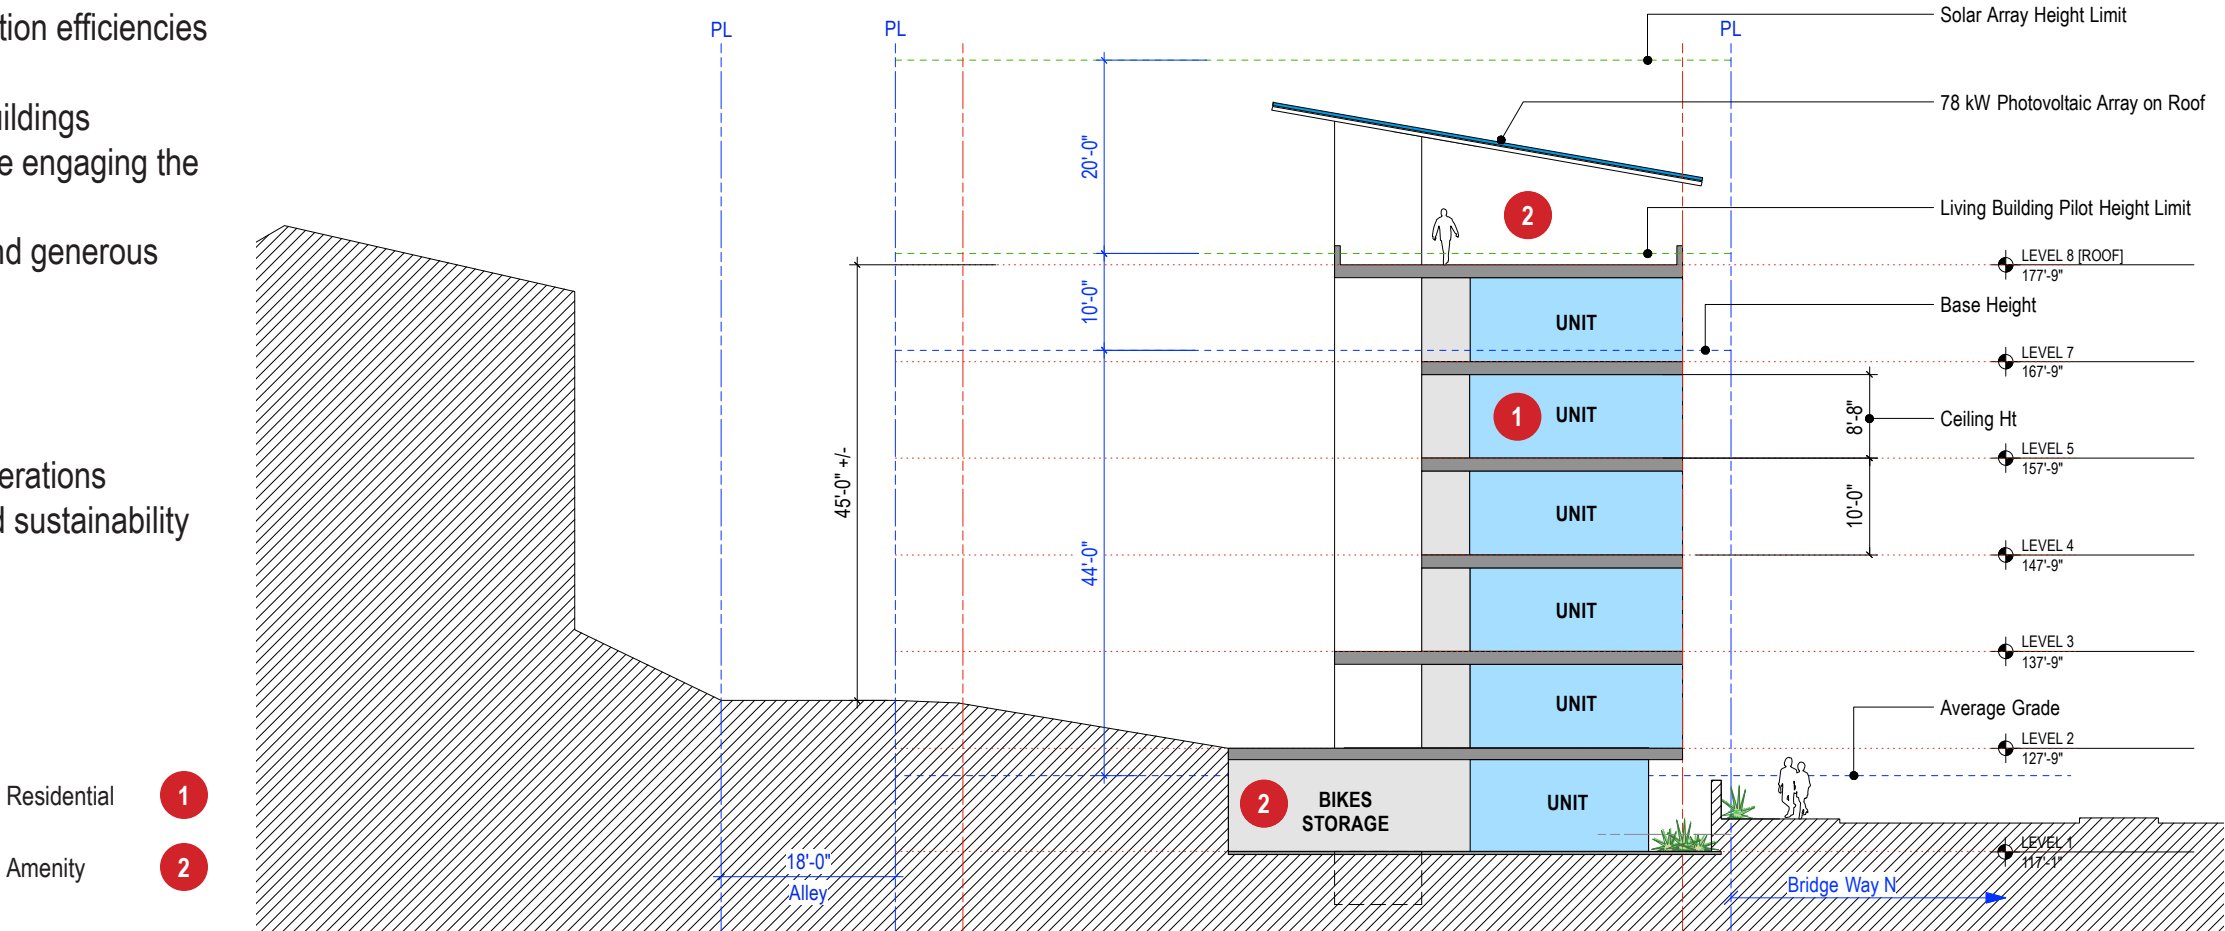 tion efficiencies
uildings
e engaging the
nd generous
erations
d sustainability
Residential 1
Amenity 2
PL
PL
PL
Solar Array Height Limit
78 kW Photovoltaic Array on Roof
Living Building Pilot Height Limit
LEVEL 8 [ROOF]
177'-9"
Base Height
LEVEL 7
167'-9"
Ceiling Ht
LEVEL 5
157'-9"
LEVEL 4
147'-9"
LEVEL 3
137'-9"
Average Grade
LEVEL 2
127'-9"
LEVEL 1
117'-1"
20'-0"
10'-0"
44'-0"
45'-0" +/-
8'-8"
10'-0"
2
UNIT
1
UNIT
UNIT
UNIT
UNIT
2
BIKES
STORAGE
UNIT
18'-0"
Alley
Bridge Way N